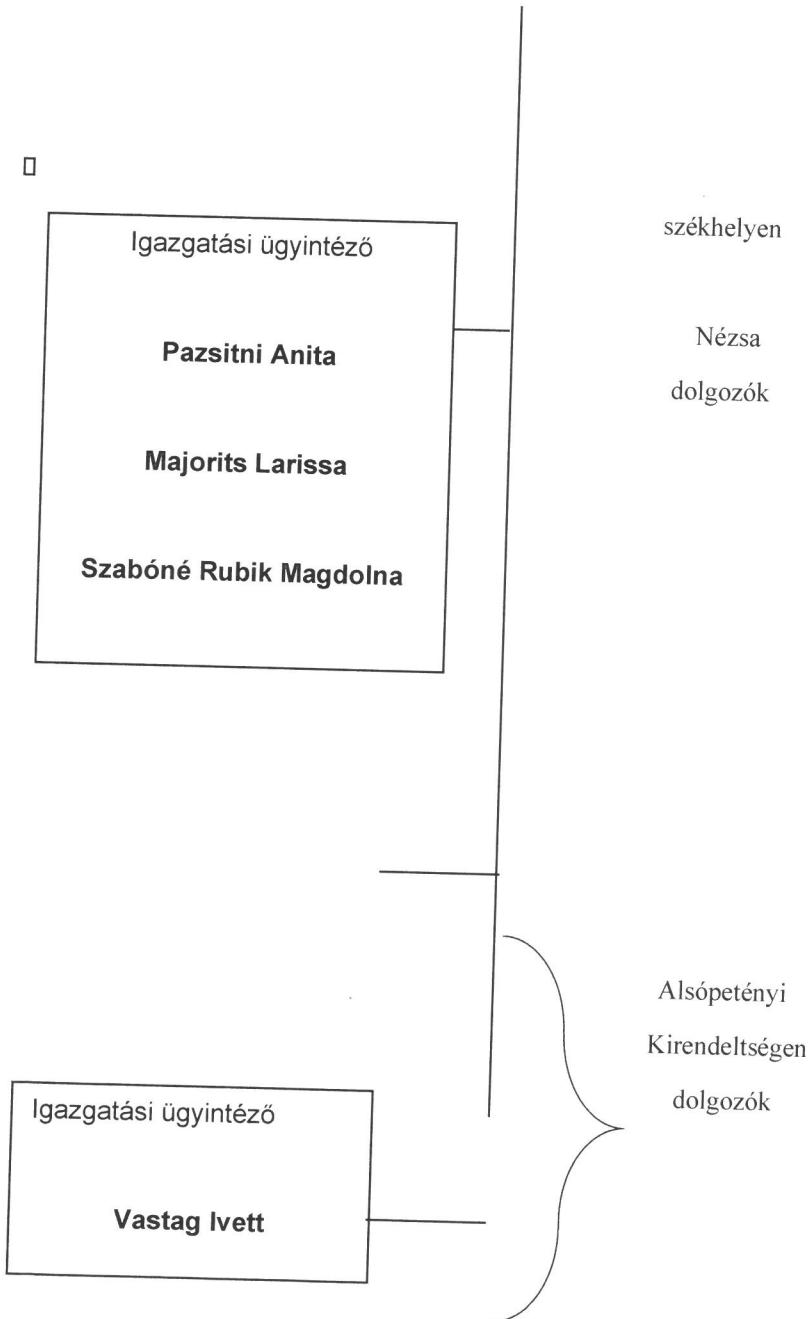 Igazgatási ügyintéző
Pazsitni Anita
Majorits Larissa
Szabóné Rubik Magdolna
székhelyen
Nézsa
dolgozók
Igazgatási ügyintéző
Vastag Ivett
Alsópetényi
Kirendeltségen
dolgozók